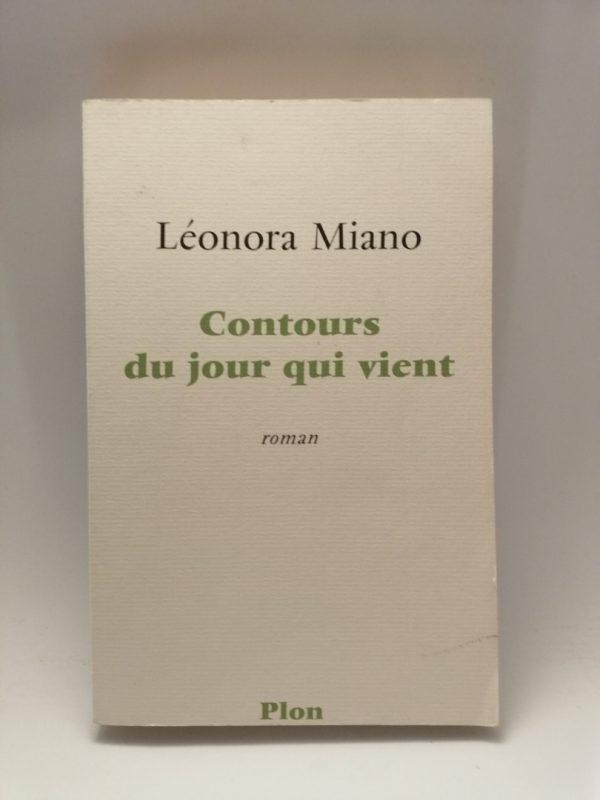 Léonora Miano
Contours
du jour qui vient
roman
Plon